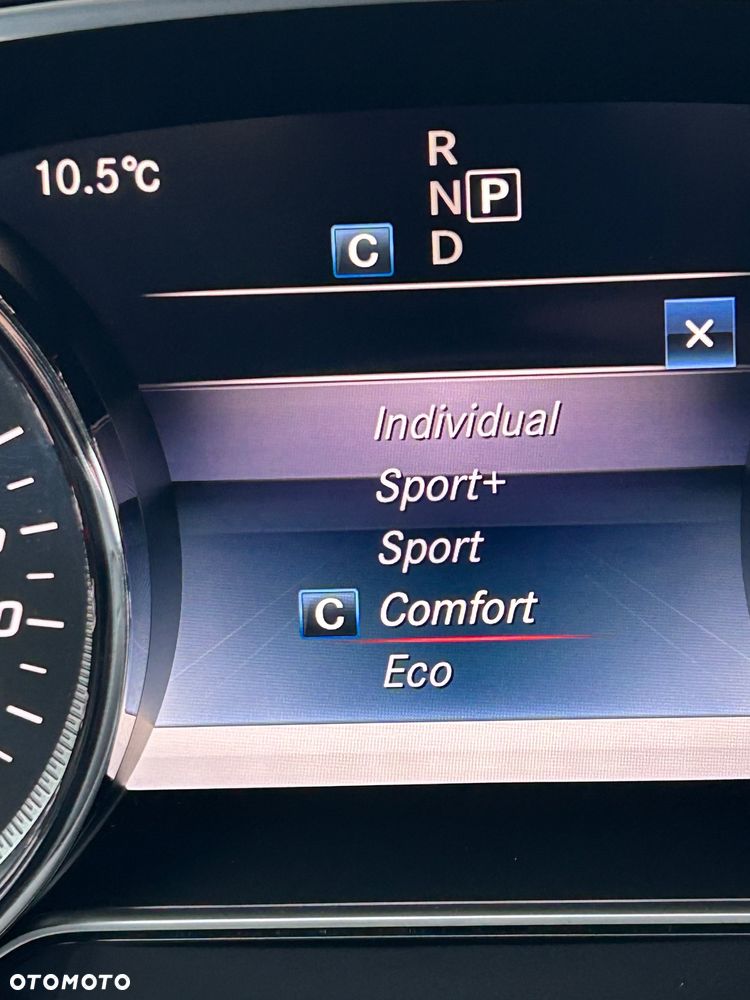 10.5°C
R
N P
C D
×
Individual
Sport+
Sport
C Comfort
Eco
OTOMOTO